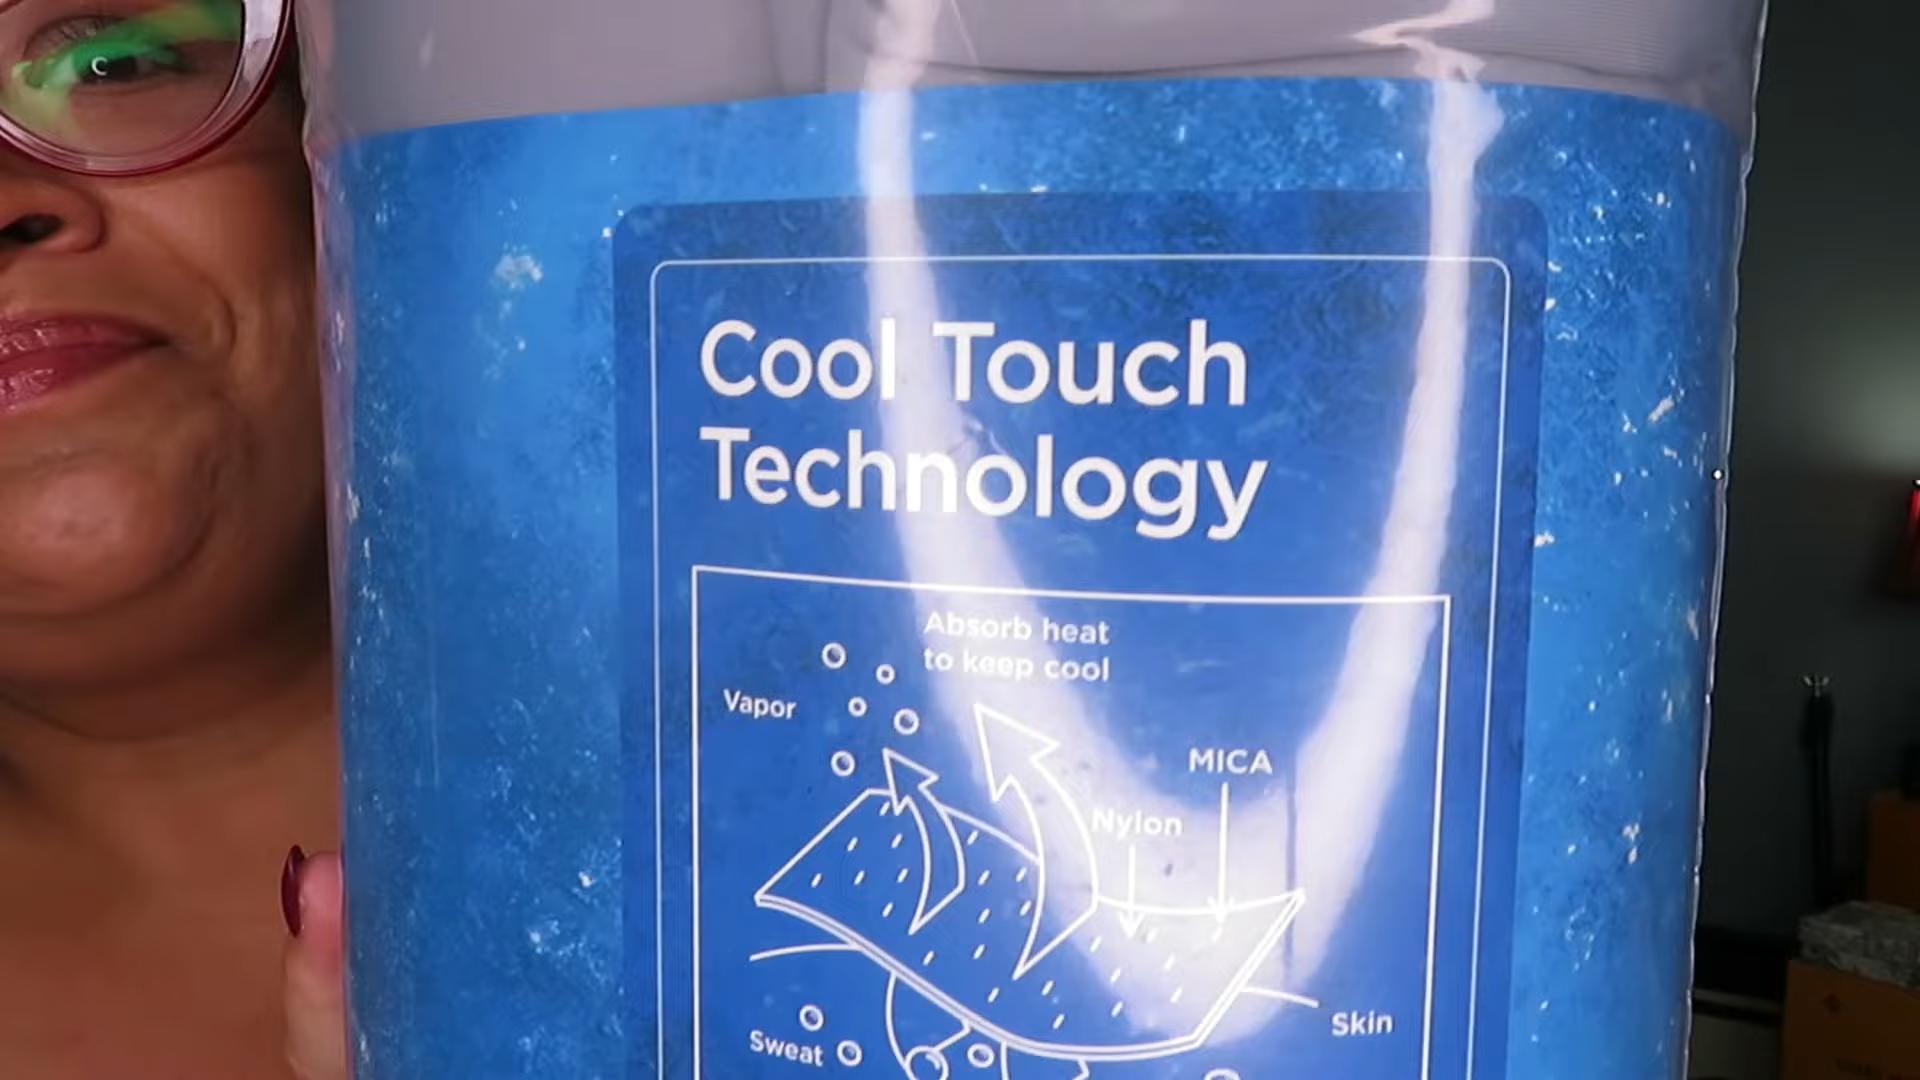 Cool Touch
Technology
Absorb heat
to keep cool
Vapor
MICA
Nylon
Skin
Sweat